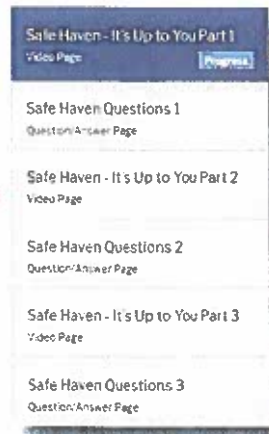 Safe Haven - It's Up to You Part 1
Video Page
Progress
Safe Haven Questions 1
Question/Answer Page
Safe Haven - It's Up to You Part 2
Video Page
Safe Haven Questions 2
Question/Answer Page
Safe Haven - It's Up to You Part 3
Video Page
Safe Haven Questions 3
Question/Answer Page